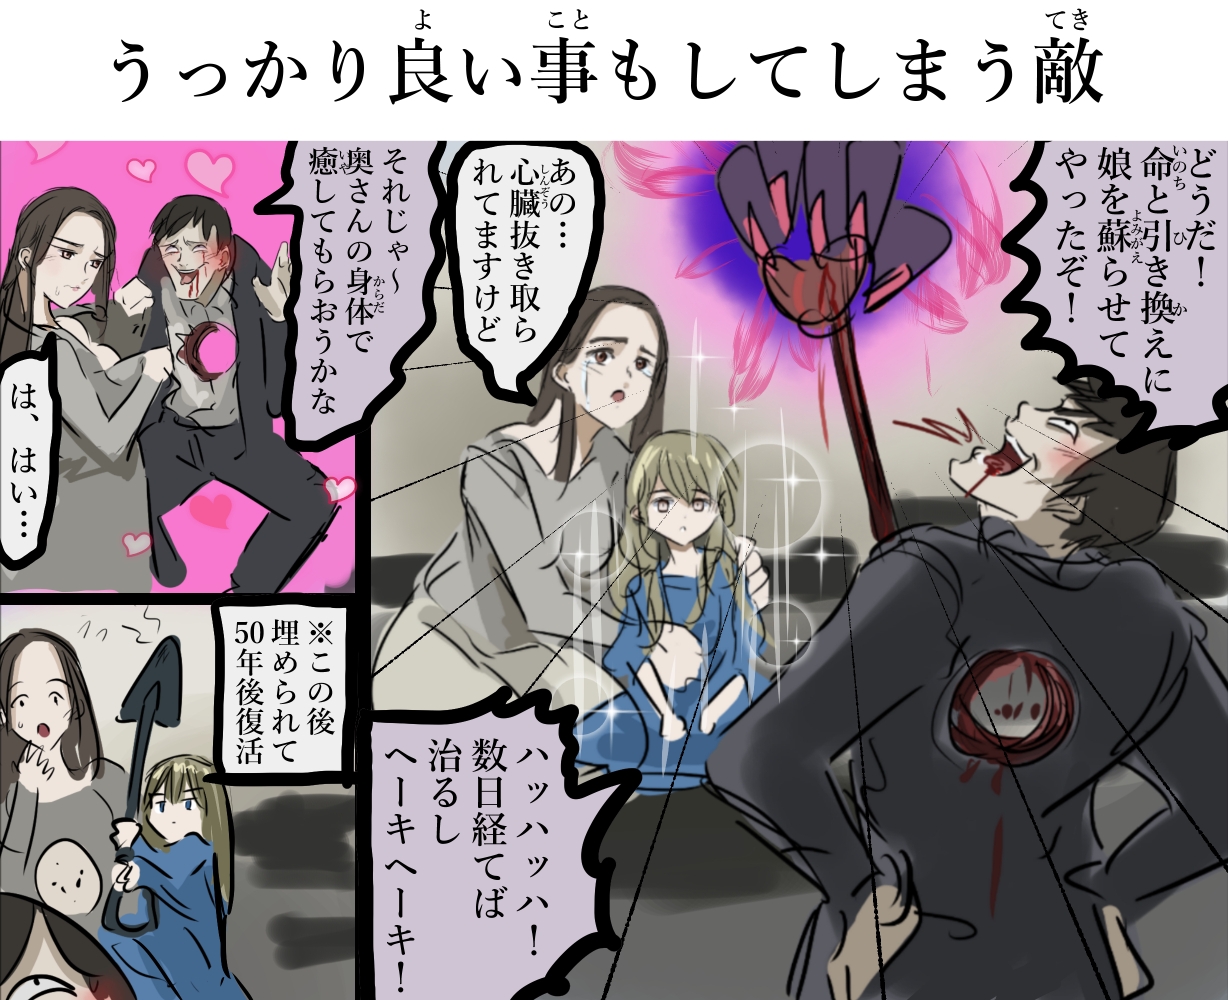 うっかり良い事もしてしまう敵
どうだ！
命と引き換えに
娘を蘇らせて
やったぞ！
あの…
心臓抜き取ら
れてますけど
ハッハッハッハ！
数日経てば
治るし
ヘーキヘーキ！
それじゃ〜
奥さんの身体で
癒してもらおうかな
は、はい…
※この後
埋められて
50年後復活